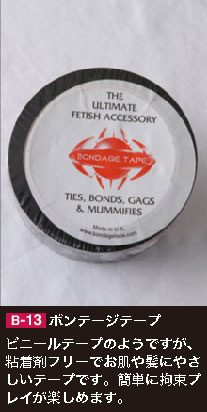 THE
ULTIMATE
FETISH ACCESSORY
BONDAGE TAPE
TIES, BONDS, GAGS
& MUMMIFIES
Made in U.K.
www.bondagetape.com
B-13 ボンテージテープ
ビニールテープのようですが、
粘着剤フリーでお肌や髪にやさ
しいテープです。簡単に拘束プ
レイが楽しめます。